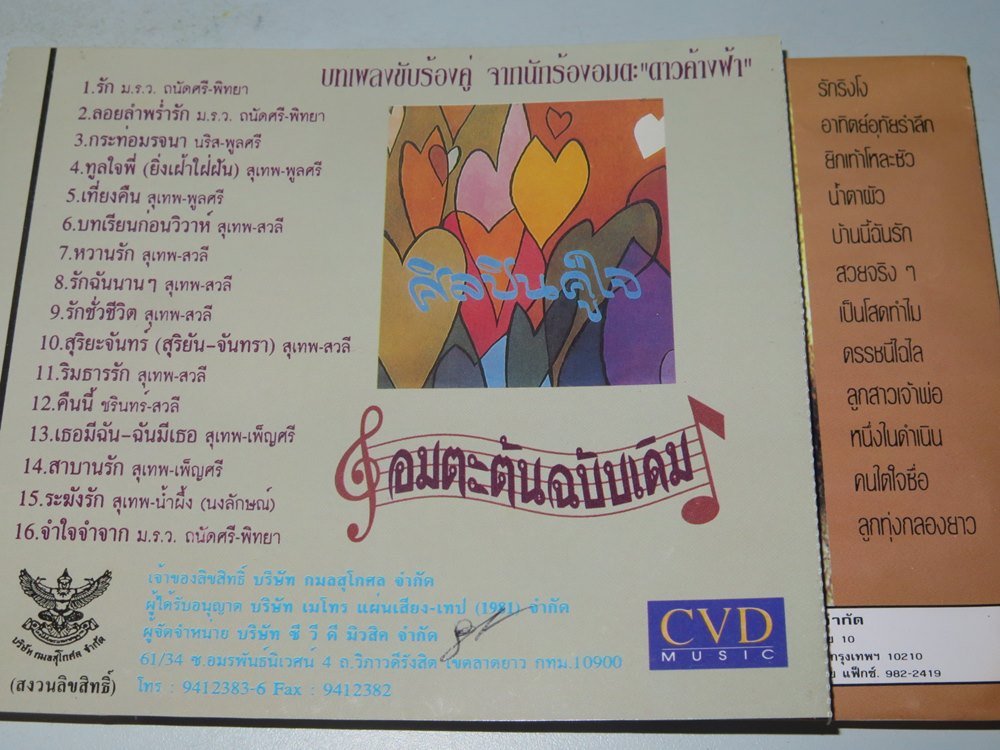 บทเพลงขับร้องคู่ จากนักร้องอมตะ"ดาวค้างฟ้า"
1.รัก ม.ร.ว. ถนัดศรี-พิทยา
2.ลอยลำพร่ำรัก ม.ร.ว. ถนัดศรี-พิทยา
3.กระท่อมรจนา นริส-พูลศรี
4.ทูลใจพี่ (ยิ่งเฝ้าใฝ่ฝัน) สุเทพ-พูลศรี
5.เที่ยงคืน สุเทพ-พูลศรี
6.บทเรียนก่อนวิวาห์ สุเทพ-สวลี
7.หวานรัก สุเทพ-สวลี
8.รักฉันนาน ๆ สุเทพ-สวลี
9.รักชั่วชีวิต สุเทพ-สวลี
10.สุริยะจันทร์ (สุริยัน-จันทรา) สุเทพ-สวลี
11.ริมธารรัก สุเทพ-สวลี
12.คืนนี้ ชรินทร์-สวลี
13.เธอมีฉัน-ฉันมีเธอ สุเทพ-เพ็ญศรี
14.สาบานรัก สุเทพ-เพ็ญศรี
15.ระฆังรัก สุเทพ-น้ำผึ้ง (นงลักษณ์)
16.จำใจจำจาก ม.ร.ว. ถนัดศรี-พิทยา
ศิลปินคู่ใจ
อมตะต้นฉบับเดิม
บริษัท กมลสุโกศล จำกัด
(สงวนลิขสิทธิ์)
เจ้าของลิขสิทธิ์ บริษัท กมลสุโกศล จำกัด
ผู้ได้รับอนุญาต บริษัท เมโทร แผ่นเสียง-เทป (1981) จำกัด
ผู้จัดจำหน่าย บริษัท ซี วี ดี มิวสิค จำกัด
61/34 ซ.อมรพันธ์นิเวศน์ 4 ถ.วิภาวดีรังสิต เขตลาดยาว กทม.10900
โทร : 9412383-6 Fax : 9412382
CVD
MUSIC
รักริงโง
อาทิตย์อุทัยรำลึก
ยิกเท้าโหละซัว
น้ำตาผัว
บ้านนี้ฉันรัก
สวยจริง ๆ
เป็นโสดทำไม
ดรรชนีไฉไล
ลูกสาวเจ้าพ่อ
หนึ่งในดำเนิน
คนใดใจชื่อ
ลูกทุ่งกลองยาว
จำกัด
10
กรุงเทพฯ 10210
แฟ็กซ์. 982-2419